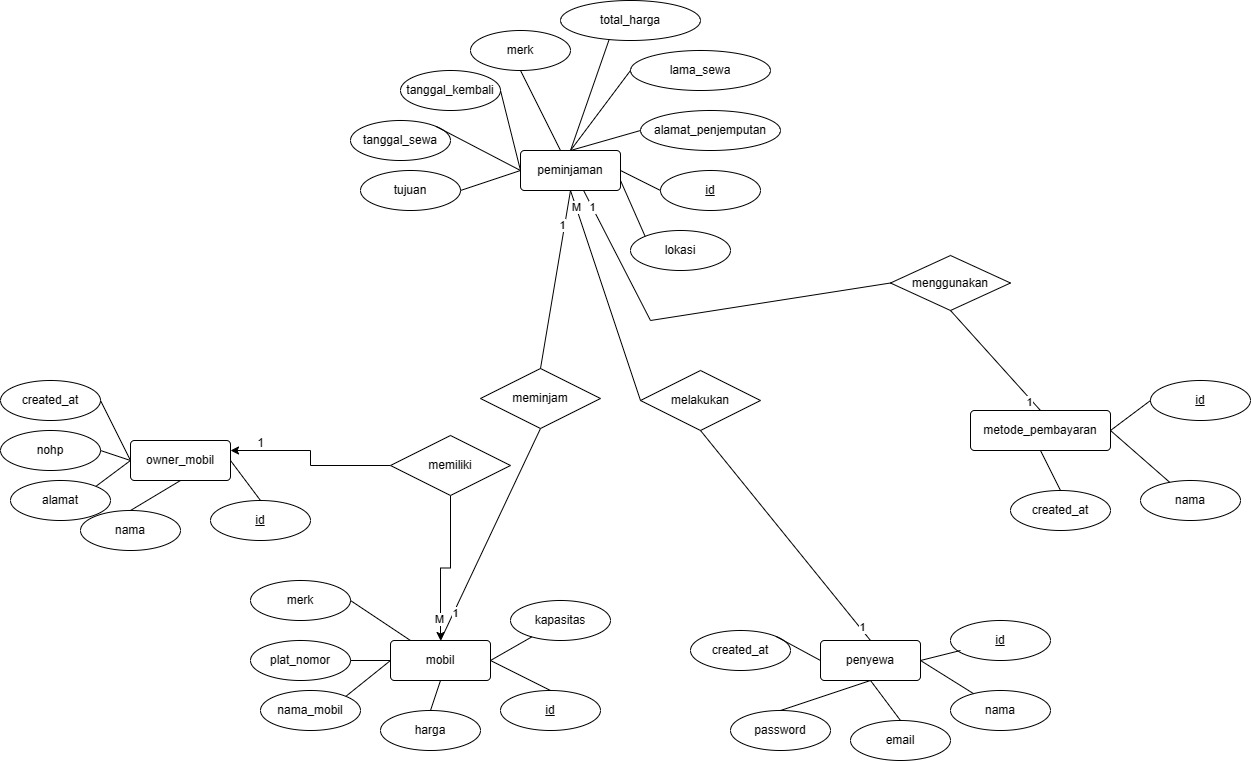 total_harga
merk
lama_sewa
tanggal_kembali
alamat_penjemputan
tanggal_sewa
peminjaman
tujuan
id
M
1
1
lokasi
menggunakan
meminjam
melakukan
created_at
id
1
1
metode_pembayaran
nohp
owner_mobil
memiliki
alamat
nama
created_at
id
nama
merk
M
1
kapasitas
1
id
created_at
plat_nomor
mobil
penyewa
nama_mobil
id
nama
harga
password
email